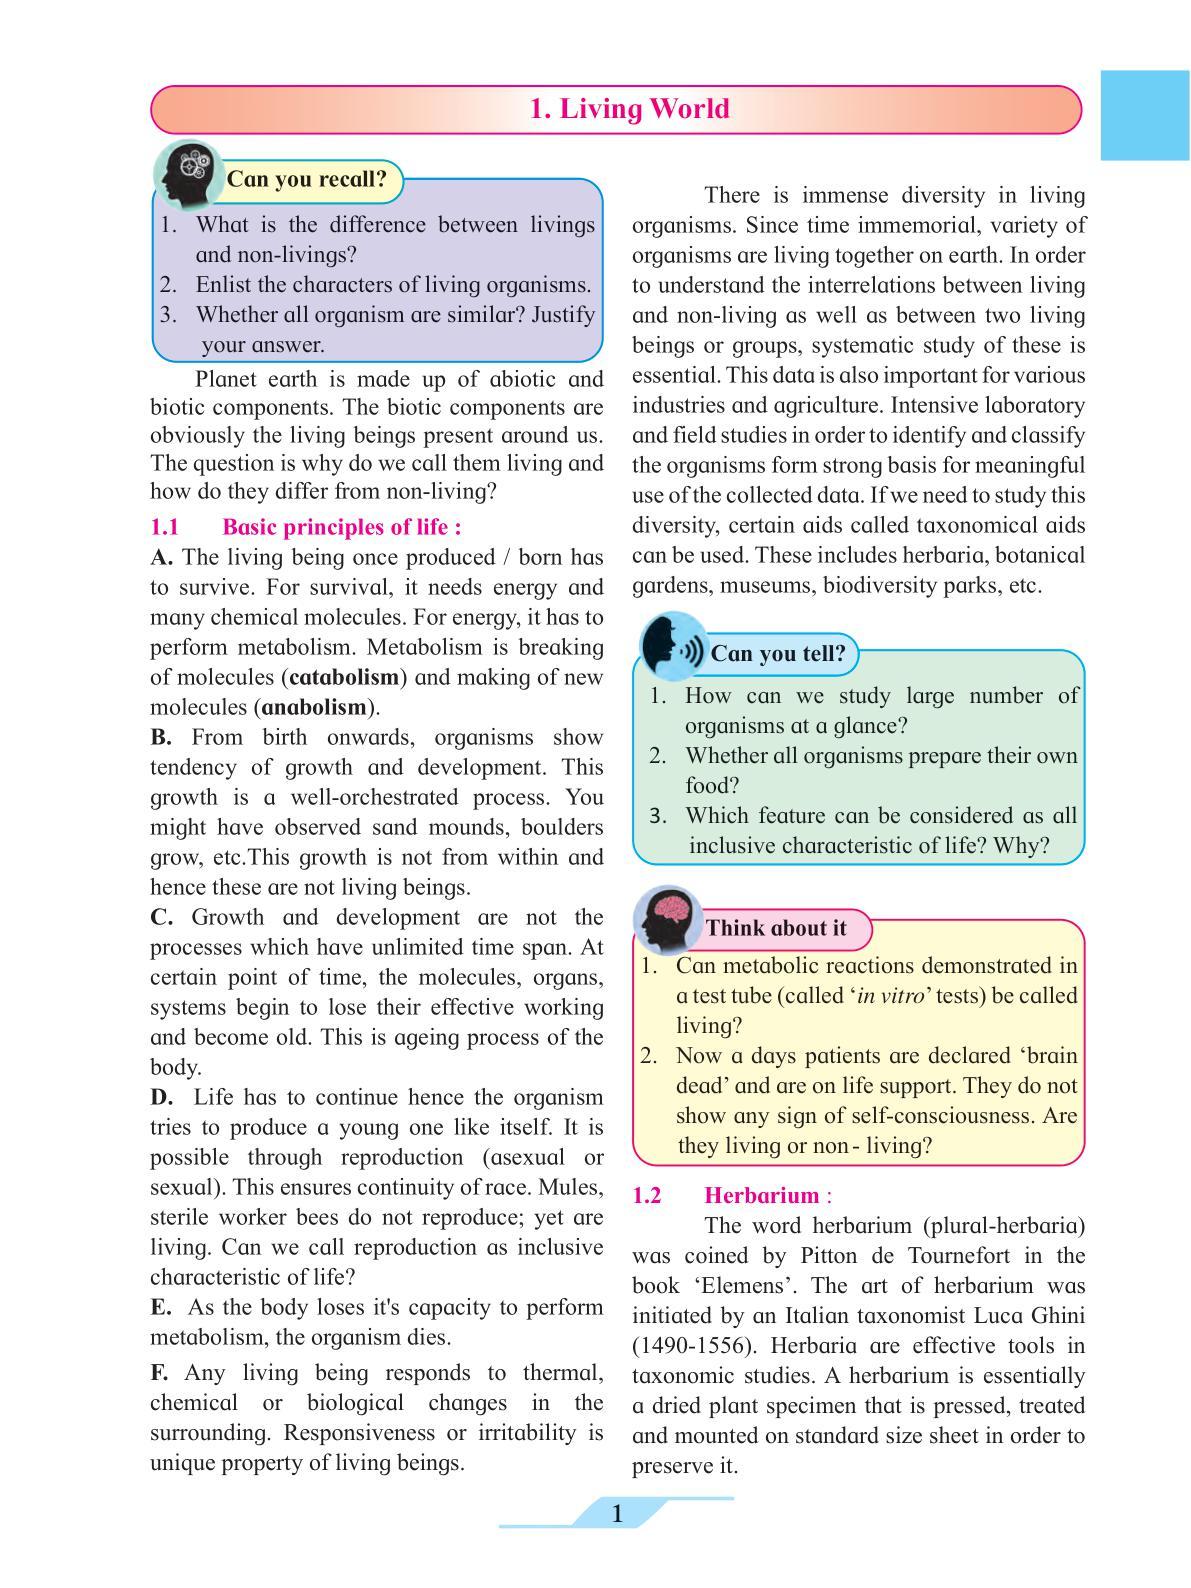 1. Living World
Can you recall?
1. What is the difference between livings
and non-livings?
2. Enlist the characters of living organisms.
3. Whether all organism are similar? Justify
your answer.
Planet earth is made up of abiotic and
biotic components. The biotic components are
obviously the living beings present around us.
The question is why do we call them living and
how do they differ from non-living?
1.1 Basic principles of life :
A. The living being once produced / born has
to survive. For survival, it needs energy and
many chemical molecules. For energy, it has to
perform metabolism. Metabolism is breaking
of molecules (catabolism) and making of new
molecules (anabolism).
B. From birth onwards, organisms show
tendency of growth and development. This
growth is a well-orchestrated process. You
might have observed sand mounds, boulders
grow, etc.This growth is not from within and
hence these are not living beings.
C. Growth and development are not the
processes which have unlimited time span. At
certain point of time, the molecules, organs,
systems begin to lose their effective working
and become old. This is ageing process of the
body.
D. Life has to continue hence the organism
tries to produce a young one like itself. It is
possible through reproduction (asexual or
sexual). This ensures continuity of race. Mules,
sterile worker bees do not reproduce; yet are
living. Can we call reproduction as inclusive
characteristic of life?
E. As the body loses it's capacity to perform
metabolism, the organism dies.
F. Any living being responds to thermal,
chemical or biological changes in the
surrounding. Responsiveness or irritability is
unique property of living beings.
There is immense diversity in living
organisms. Since time immemorial, variety of
organisms are living together on earth. In order
to understand the interrelations between living
and non-living as well as between two living
beings or groups, systematic study of these is
essential. This data is also important for various
industries and agriculture. Intensive laboratory
and field studies in order to identify and classify
the organisms form strong basis for meaningful
use of the collected data. If we need to study this
diversity, certain aids called taxonomical aids
can be used. These includes herbaria, botanical
gardens, museums, biodiversity parks, etc.
Can you tell?
1. How can we study large number of
organisms at a glance?
2. Whether all organisms prepare their own
food?
3. Which feature can be considered as all
inclusive characteristic of life? Why?
Think about it
1. Can metabolic reactions demonstrated in
a test tube (called ‘in vitro’ tests) be called
living?
2. Now a days patients are declared ‘brain
dead’ and are on life support. They do not
show any sign of self-consciousness. Are
they living or non - living?
1.2 Herbarium :
The word herbarium (plural-herbaria)
was coined by Pitton de Tournefort in the
book ‘Elemens’. The art of herbarium was
initiated by an Italian taxonomist Luca Ghini
(1490-1556). Herbaria are effective tools in
taxonomic studies. A herbarium is essentially
a dried plant specimen that is pressed, treated
and mounted on standard size sheet in order to
preserve it.
1